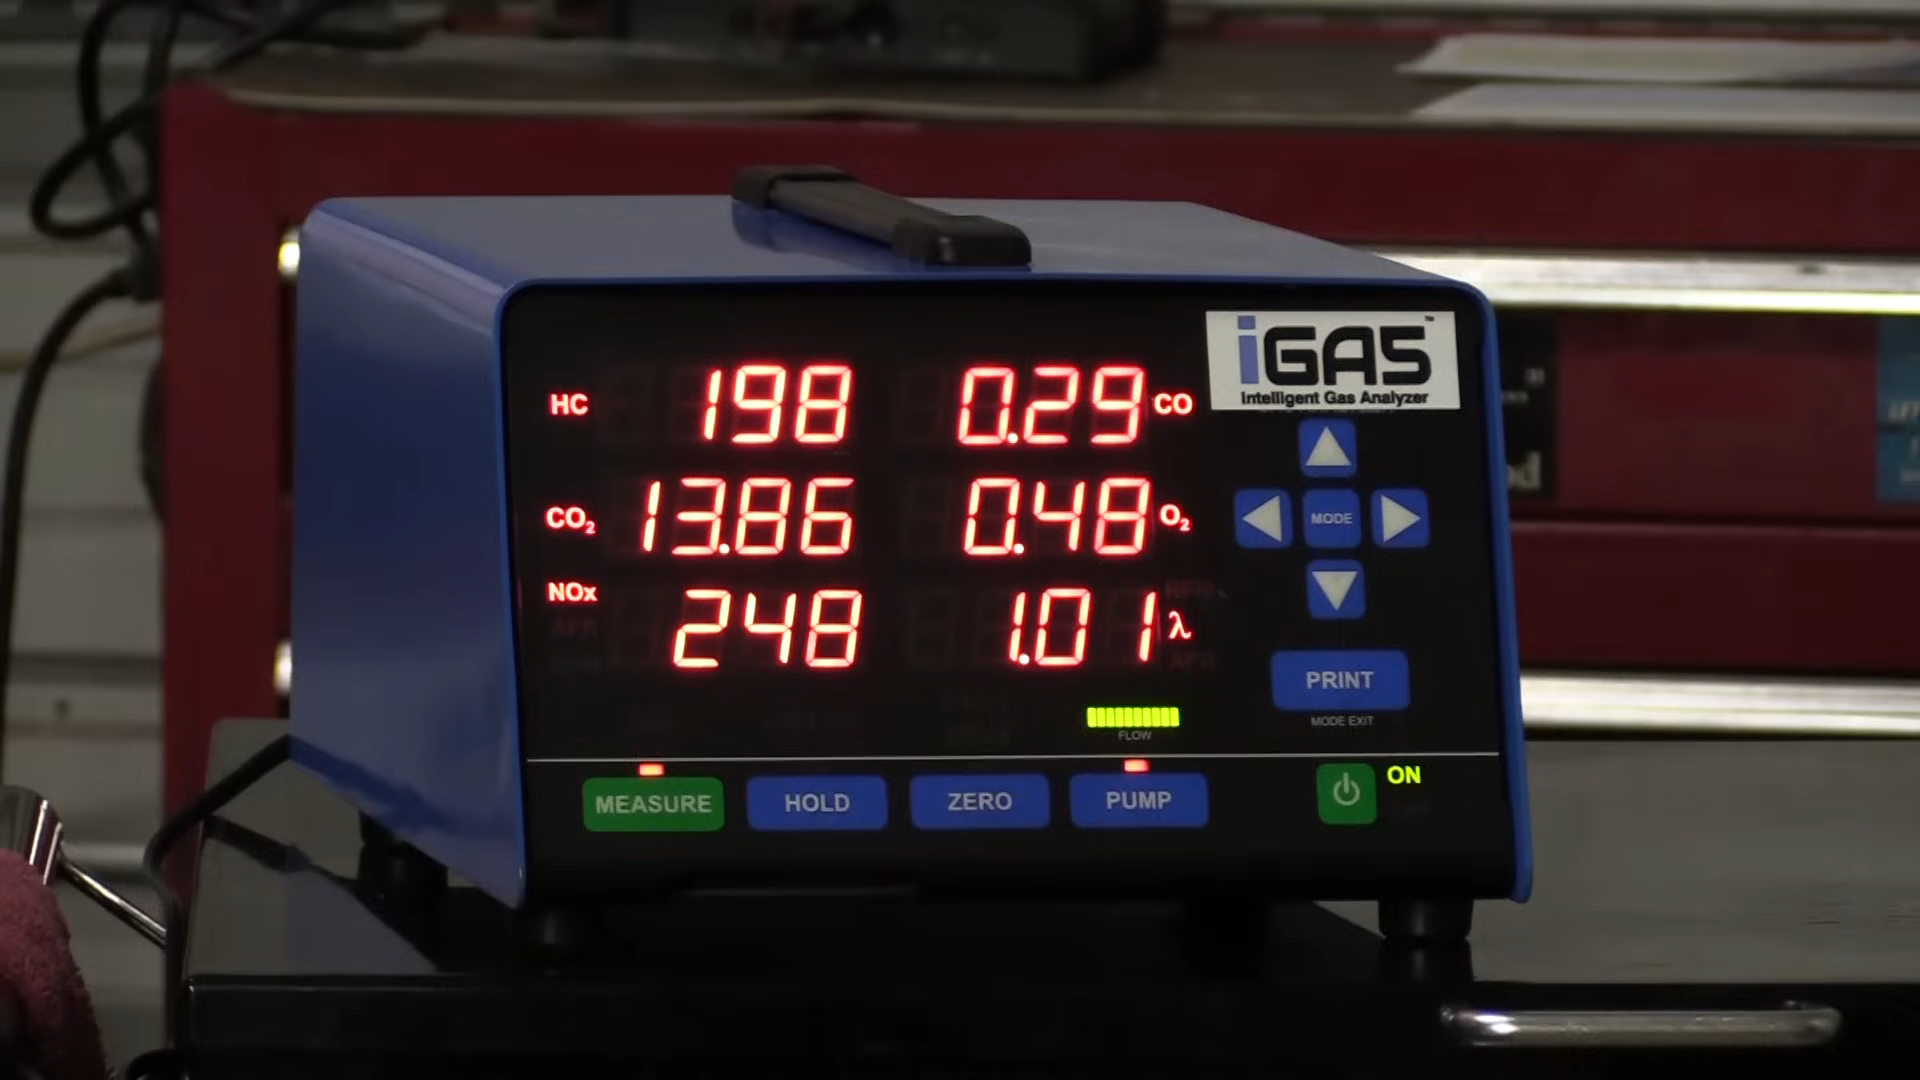 iGAS™
Intelligent Gas Analyzer
HC 198 0.29 CO
CO₂ 13.86 0.48 O₂
NOx 248 1.01 λ
MODE
PRINT
MODE EXIT
FLOW
MEASURE HOLD ZERO PUMP ON